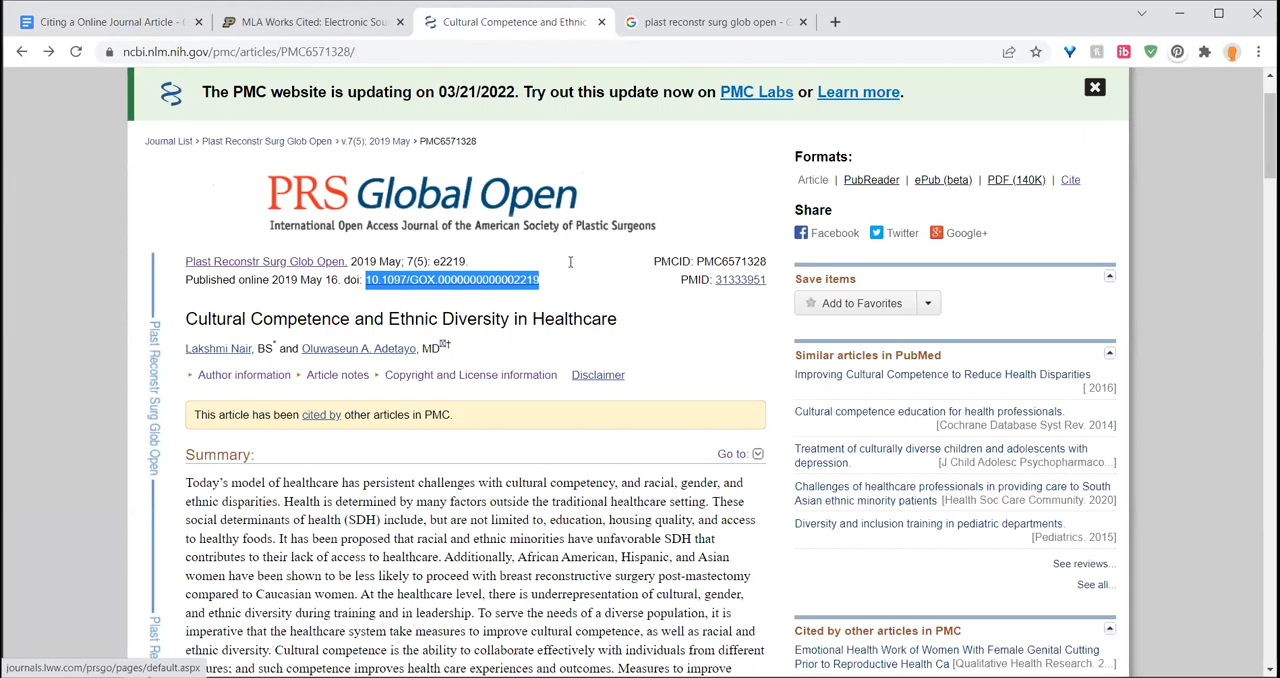 Citing a Online Journal Article - G
MLA Works Cited: Electronic Sou
Cultural Competence and Ethnic
plast reconstr surg glob open - G
ncbi.nlm.nih.gov/pmc/articles/PMC6571328/
The PMC website is updating on 03/21/2022. Try out this update now on PMC Labs or Learn more.
Journal List > Plast Reconstr Surg Glob Open > v.7(5); 2019 May > PMC6571328
PRS Global Open
International Open Access Journal of the American Society of Plastic Surgeons
Plast Reconstr Surg Glob Open. 2019 May; 7(5): e2219.
PMCID: PMC6571328
Published online 2019 May 16. doi: 10.1097/GOX.0000000000002219
PMID: 31333951
Cultural Competence and Ethnic Diversity in Healthcare
Lakshmi Nair, BS* and Oluwaseun A. Adetayo, MD✉†
▸ Author information ▸ Article notes ▸ Copyright and License information Disclaimer
This article has been cited by other articles in PMC.
Summary:
Go to:
Today's model of healthcare has persistent challenges with cultural competency, and racial, gender, and
ethnic disparities. Health is determined by many factors outside the traditional healthcare setting. These
social determinants of health (SDH) include, but are not limited to, education, housing quality, and access
to healthy foods. It has been proposed that racial and ethnic minorities have unfavorable SDH that
contributes to their lack of access to healthcare. Additionally, African American, Hispanic, and Asian
women have been shown to be less likely to proceed with breast reconstructive surgery post-mastectomy
compared to Caucasian women. At the healthcare level, there is underrepresentation of cultural, gender,
and ethnic diversity during training and in leadership. To serve the needs of a diverse population, it is
imperative that the healthcare system take measures to improve cultural competence, as well as racial and
ethnic diversity. Cultural competence is the ability to collaborate effectively with individuals from different
ures; and such competence improves health care experiences and outcomes. Measures to improve
Plast Reconstr Surg Glob Open
Plast Re
journals.lww.com/prsgo/pages/default.aspx
Formats:
Article | PubReader | ePub (beta) | PDF (140K) | Cite
Share
Facebook Twitter Google+
Save items
Add to Favorites
Similar articles in PubMed
Improving Cultural Competence to Reduce Health Disparities
[ 2016]
Cultural competence education for health professionals.
[Cochrane Database Syst Rev. 2014]
Treatment of culturally diverse children and adolescents with
depression. [J Child Adolesc Psychopharmaco...]
Challenges of healthcare professionals in providing care to South
Asian ethnic minority patients [Health Soc Care Community. 2020]
Diversity and inclusion training in pediatric departments.
[Pediatrics. 2015]
See reviews...
See all...
Cited by other articles in PMC
Emotional Health Work of Women With Female Genital Cutting
Prior to Reproductive Health Ca [Qualitative Health Research. 2...]